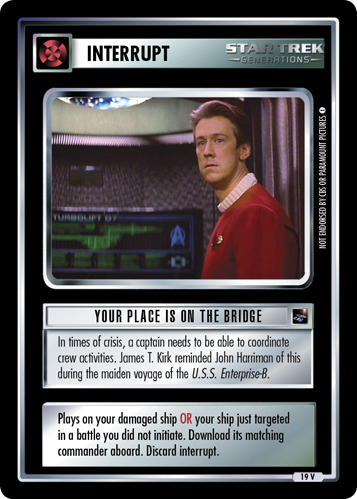 INTERRUPT
STAR TREK
GENERATIONS
TURBOLIFT 07
NOT ENDORSED BY CBS OR PARAMOUNT PICTURES
YOUR PLACE IS ON THE BRIDGE
In times of crisis, a captain needs to be able to coordinate
crew activities. James T. Kirk reminded John Harriman of this
during the maiden voyage of the U.S.S. Enterprise-B.
Plays on your damaged ship OR your ship just targeted
in a battle you did not initiate. Download its matching
commander aboard. Discard interrupt.
19 V